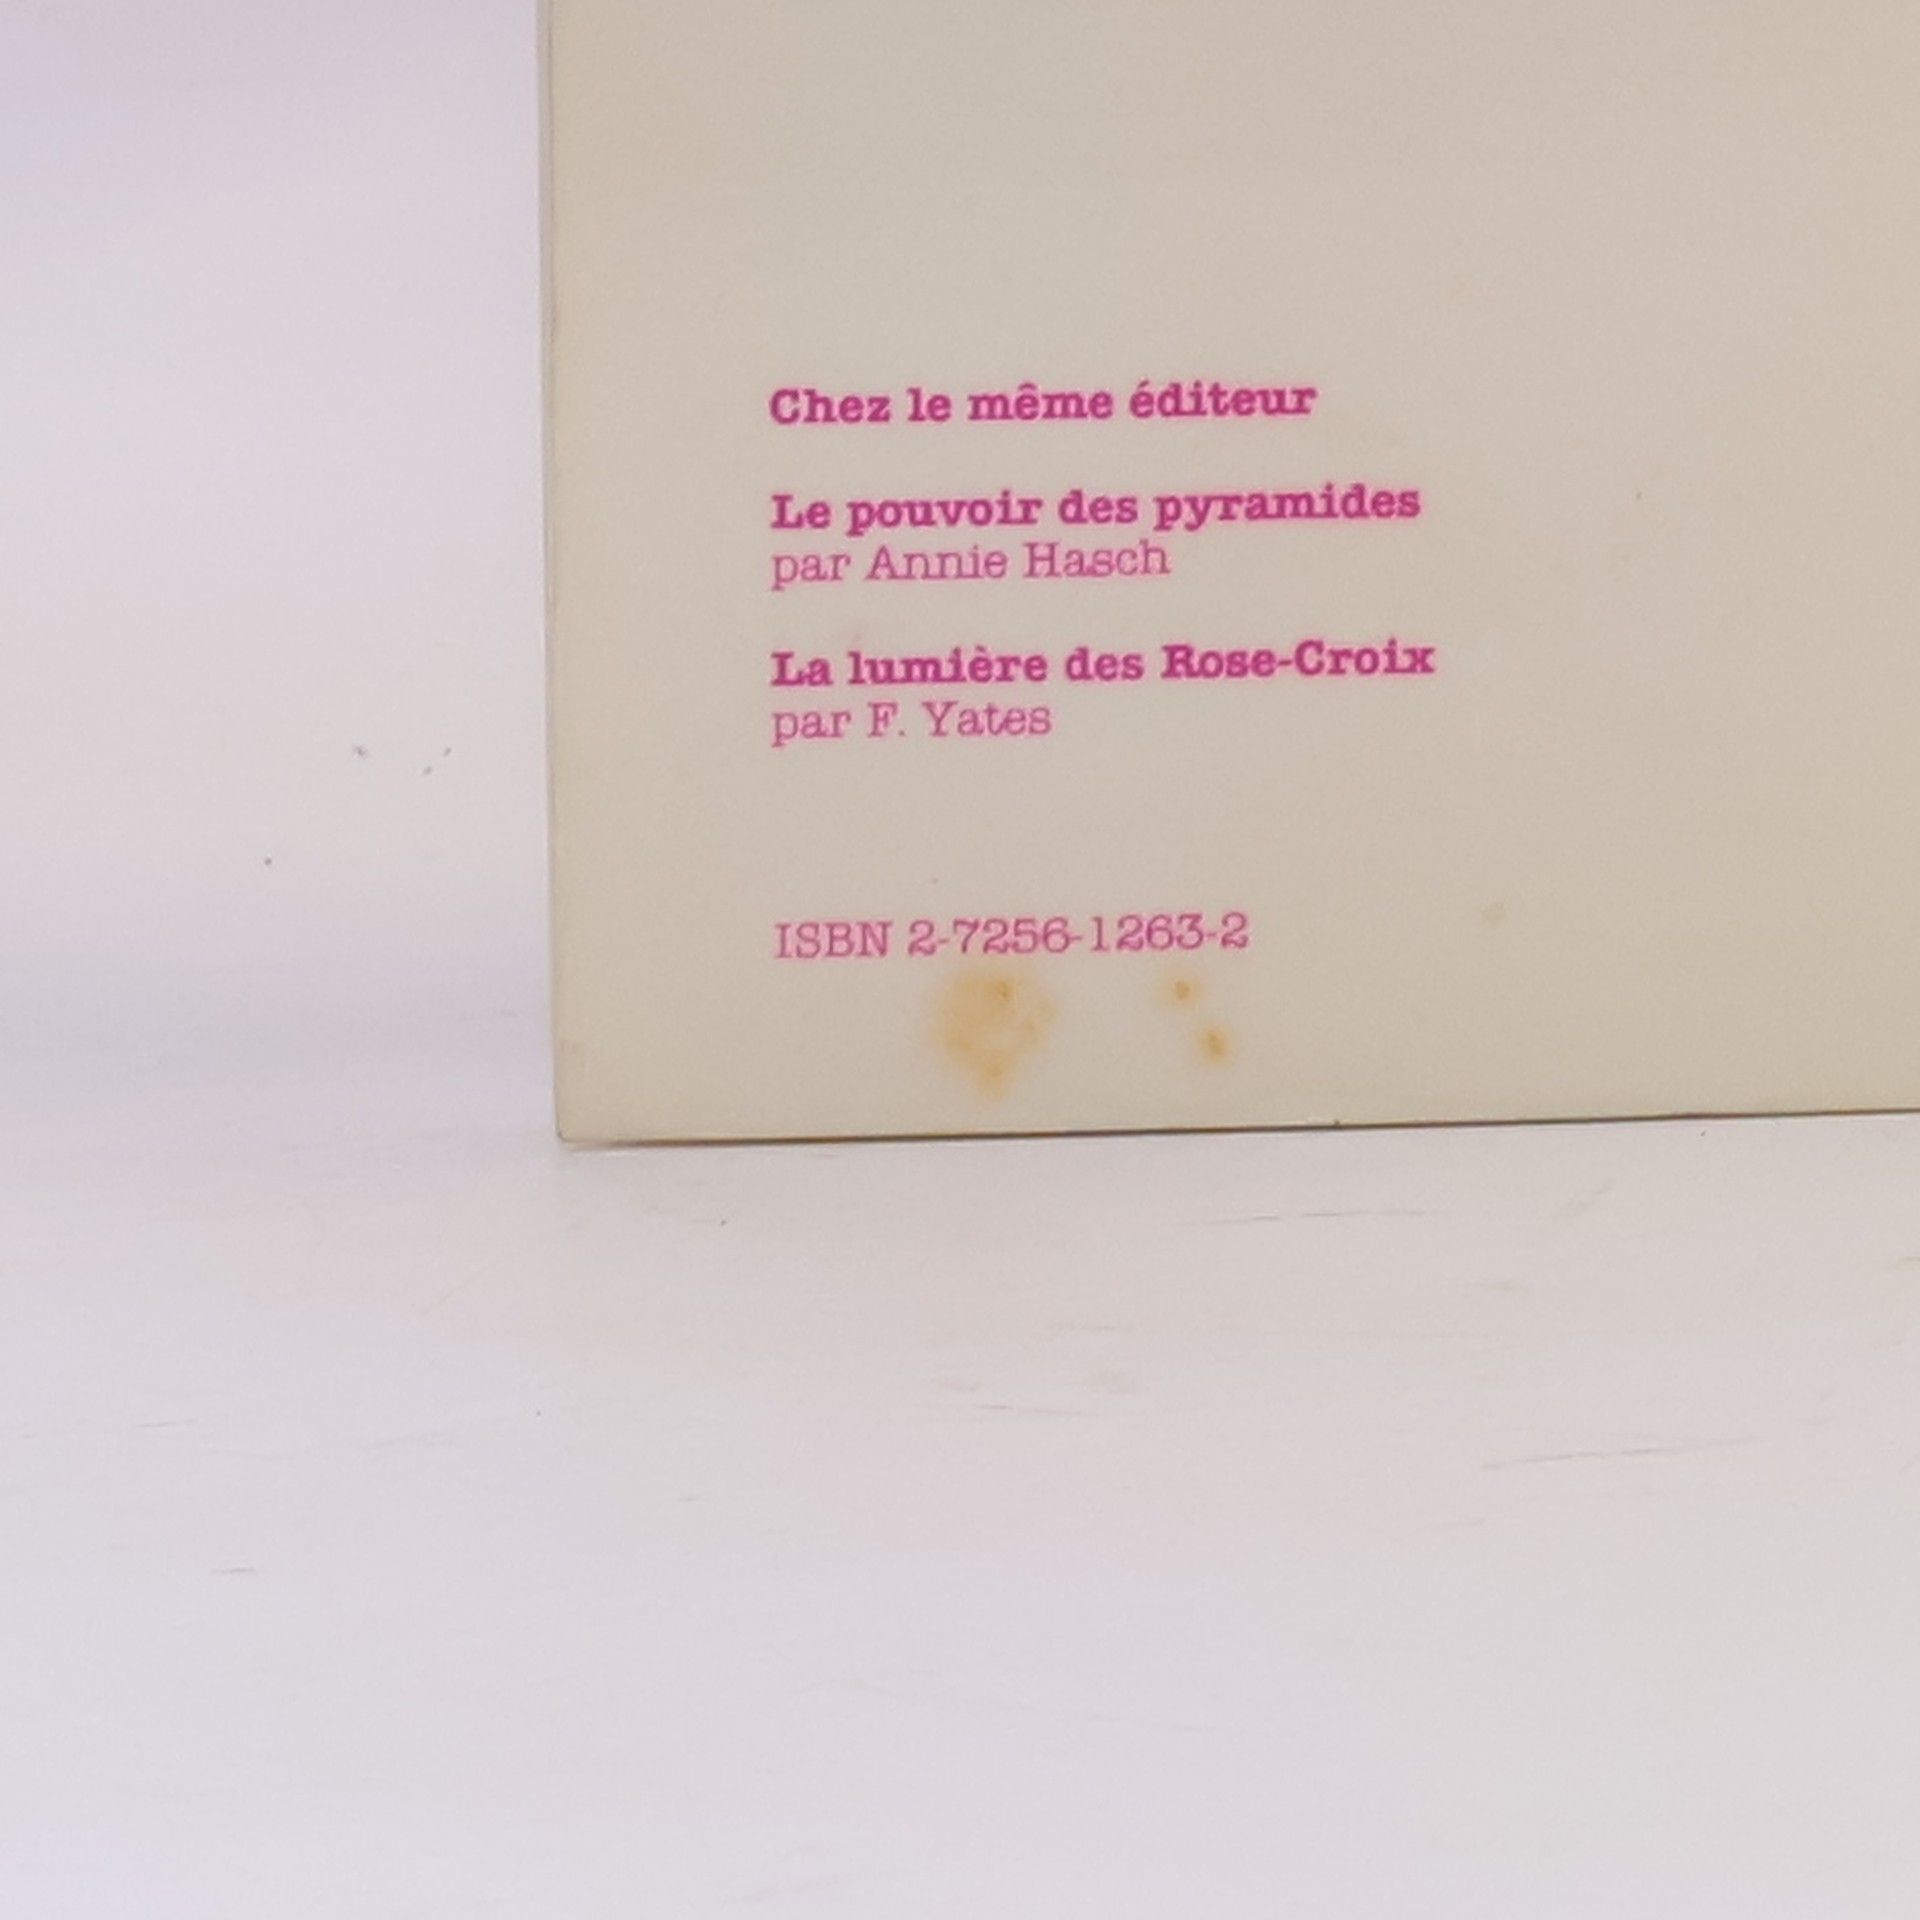 Chez le même éditeur
Le pouvoir des pyramides
par Annie Hasch
La lumière des Rose-Croix
par F. Yates
ISBN 2-7256-1263-2